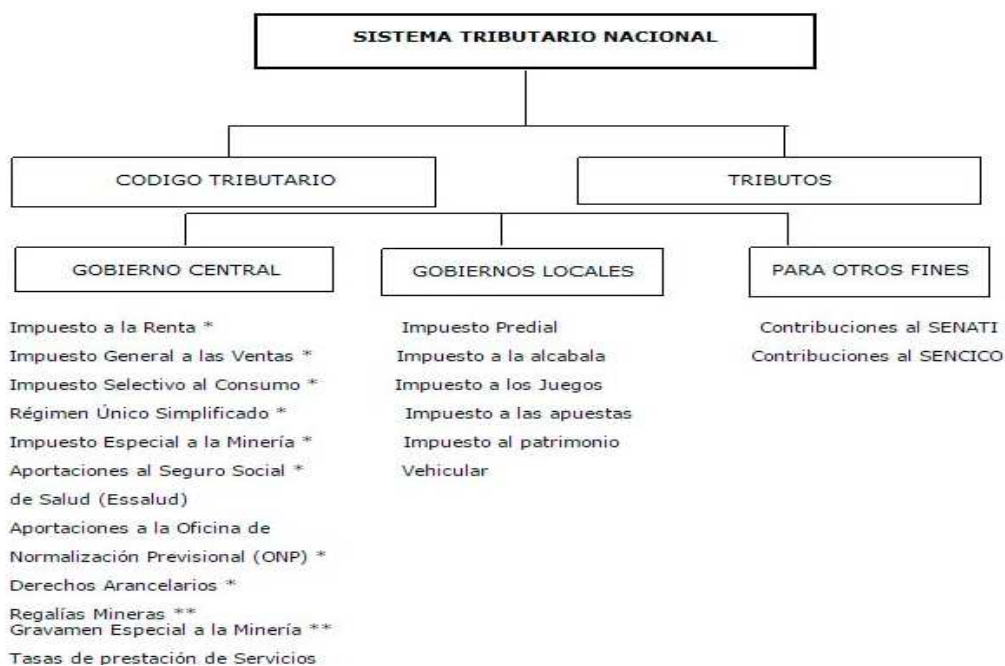 SISTEMA TRIBUTARIO NACIONAL
CODIGO TRIBUTARIO
TRIBUTOS
GOBIERNO CENTRAL
GOBIERNOS LOCALES
PARA OTROS FINES
Impuesto a la Renta *
Impuesto General a las Ventas *
Impuesto Selectivo al Consumo *
Régimen Único Simplificado *
Impuesto Especial a la Minería *
Aportaciones al Seguro Social *
de Salud (Essalud)
Aportaciones a la Oficina de
Normalización Previsional (ONP) *
Derechos Arancelarios *
Regalías Mineras **
Gravamen Especial a la Minería **
Tasas de prestación de Servicios
Impuesto Predial
Impuesto a la alcabala
Impuesto a los Juegos
Impuesto a las apuestas
Impuesto al patrimonio
Vehicular
Contribuciones al SENATI
Contribuciones al SENCICO